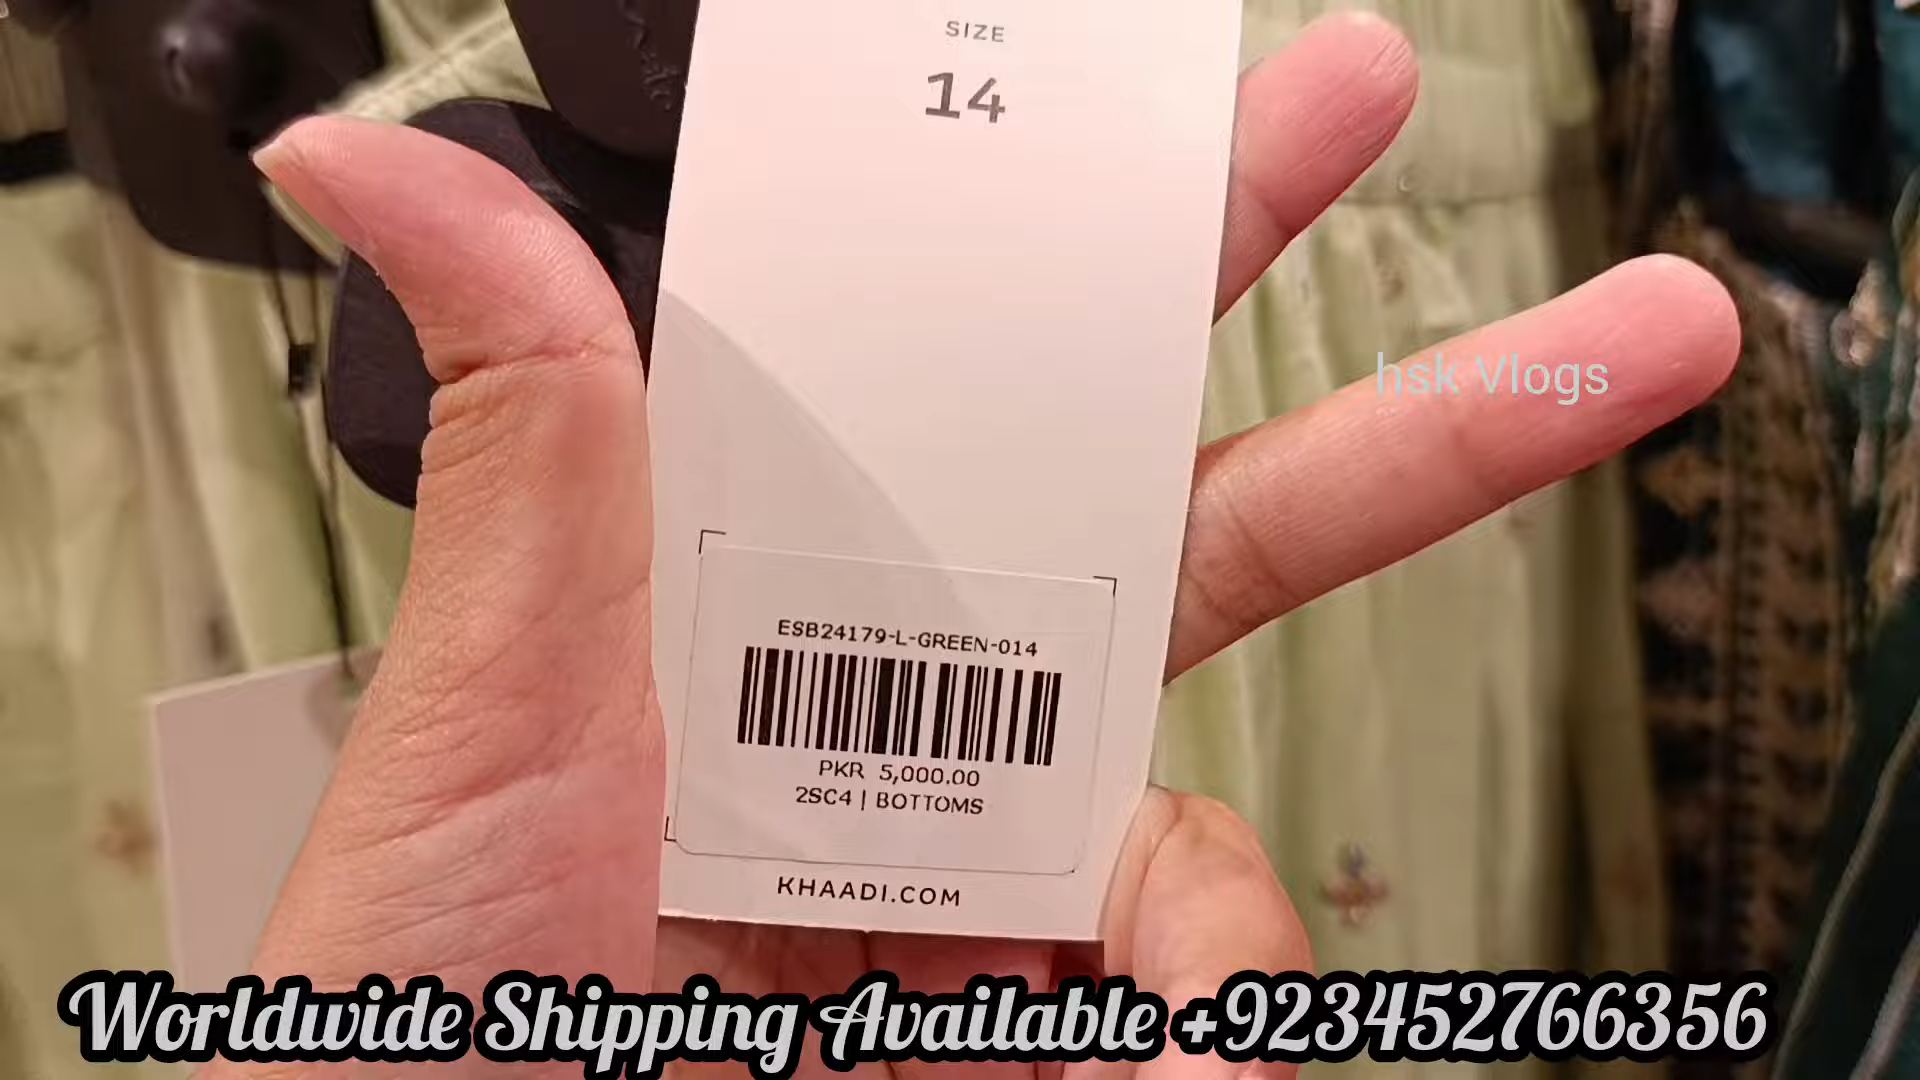 SIZE
14
hsk Vlogs
ESB24179-L-GREEN-014
PKR 5,000.00
2SC4 | BOTTOMS
KHAADI.COM
Worldwide Shipping Available +923452766356